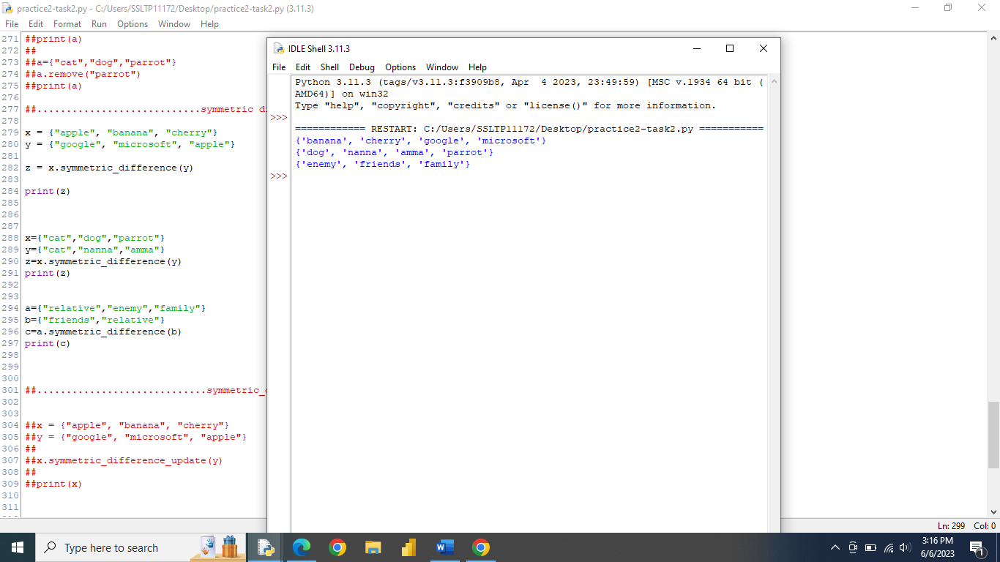 practice2-task2.py - C:/Users/SSLTP11172/Desktop/practice2-task2.py (3.11.3)
File Edit Format Run Options Window Help
271 ##print(a)
272 ##
273 ##a={"cat","dog","parrot"}
274 ##a.remove("parrot")
275 ##print(a)
276
277 ##............................symmetric di
278
279 x = {"apple", "banana", "cherry"}
280 y = {"google", "microsoft", "apple"}
281
282 z = x.symmetric_difference(y)
283
284 print(z)
285
286
287
288 x={"cat","dog","parrot"}
289 y={"cat","nanna","amma"}
290 z=x.symmetric_difference(y)
291 print(z)
292
293
294 a={"relative","enemy","family"}
295 b={"friends","relative"}
296 c=a.symmetric_difference(b)
297 print(c)
298
299
300
301 ##.............................symmetric_d
302
303
304 ##x = {"apple", "banana", "cherry"}
305 ##y = {"google", "microsoft", "apple"}
306 ##
307 ##x.symmetric_difference_update(y)
308 ##
309 ##print(x)
310
311
IDLE Shell 3.11.3
File Edit Shell Debug Options Window Help
Python 3.11.3 (tags/v3.11.3:f3909b8, Apr  4 2023, 23:49:59) [MSC v.1934 64 bit (
AMD64)] on win32
Type "help", "copyright", "credits" or "license()" for more information.
>>>
============ RESTART: C:/Users/SSLTP11172/Desktop/practice2-task2.py ===========
{'banana', 'cherry', 'google', 'microsoft'}
{'dog', 'nanna', 'amma', 'parrot'}
{'enemy', 'friends', 'family'}
>>>
Ln: 299 Col: 0
Type here to search
3:16 PM
6/6/2023
1